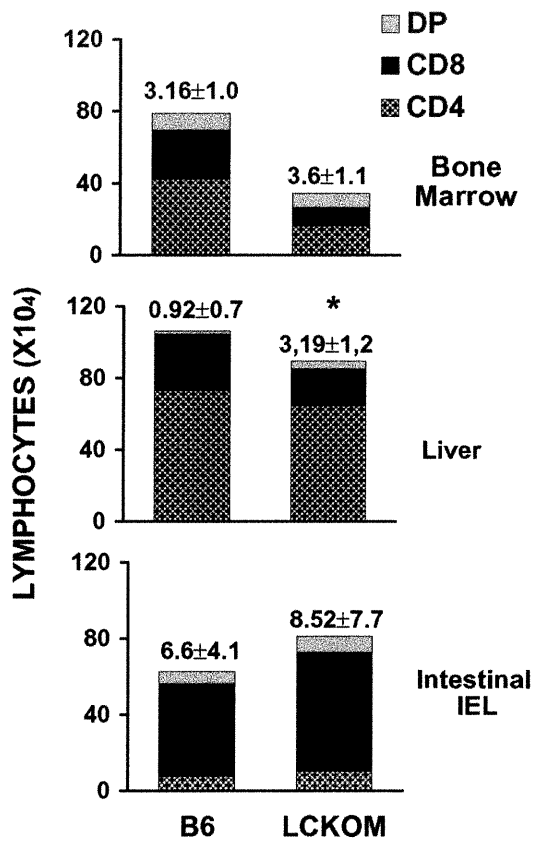 DP
CD8
CD4
120
80
40
0
3.16±1.0
3.6±1.1
Bone
Marrow
LYMPHOCYTES (X10₄)
120
80
40
0
0.92±0.7
*
3,19±1,2
Liver
120
80
40
0
6.6±4.1
8.52±7.7
Intestinal
IEL
B6 LCKOM